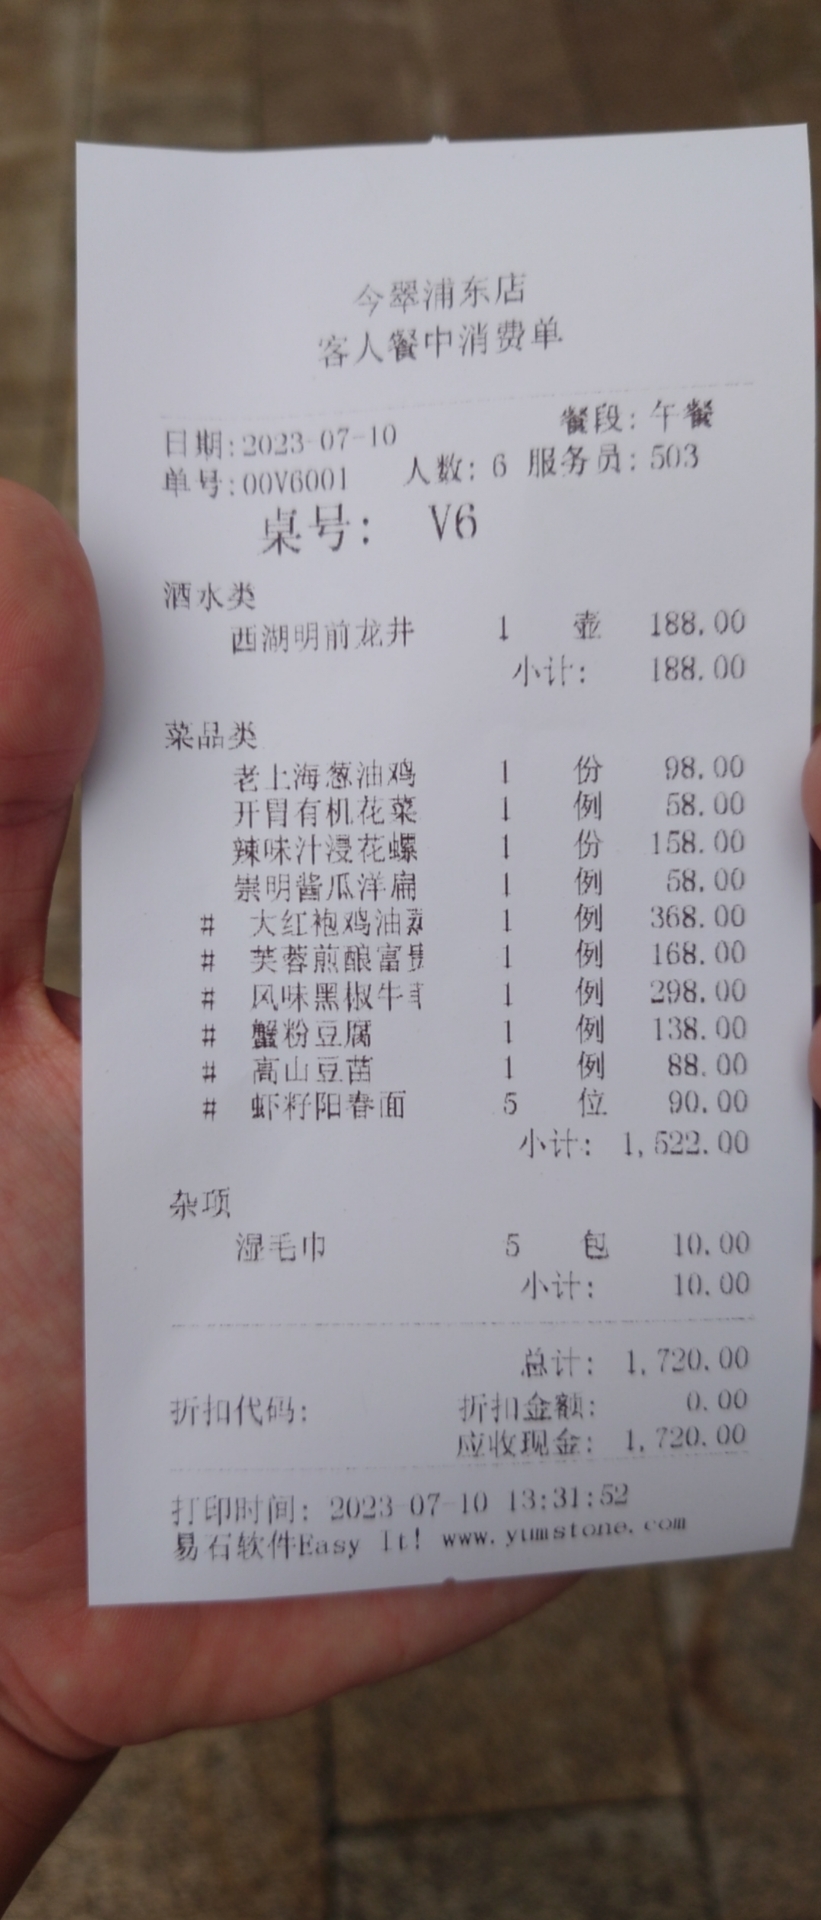 今翠浦东店
客人餐中消费单
日期:2023-07-10 餐段: 午餐
单号:00V6001 人数: 6 服务员: 503
桌号: V6
酒水类
西湖明前龙井 1 壶 188.00
小计: 188.00
菜品类
老上海葱油鸡 1 份 98.00
开胃有机花菜 1 例 58.00
辣味汁浸花螺 1 份 158.00
崇明酱瓜洋扁 1 例 58.00
# 大红袍鸡油 1 例 368.00
# 芙蓉煎酿富 1 例 168.00
# 风味黑椒牛 1 例 298.00
# 蟹粉豆腐 1 例 138.00
# 高山豆苗 1 例 88.00
# 虾籽阳春面 5 位 90.00
小计: 1,522.00
杂项
湿毛巾 5 包 10.00
小计: 10.00
总计: 1,720.00
折扣代码: 折扣金额: 0.00
应收现金: 1,720.00
打印时间: 2023-07-10 13:31:52
易石软件Easy It! www.yumstone.com